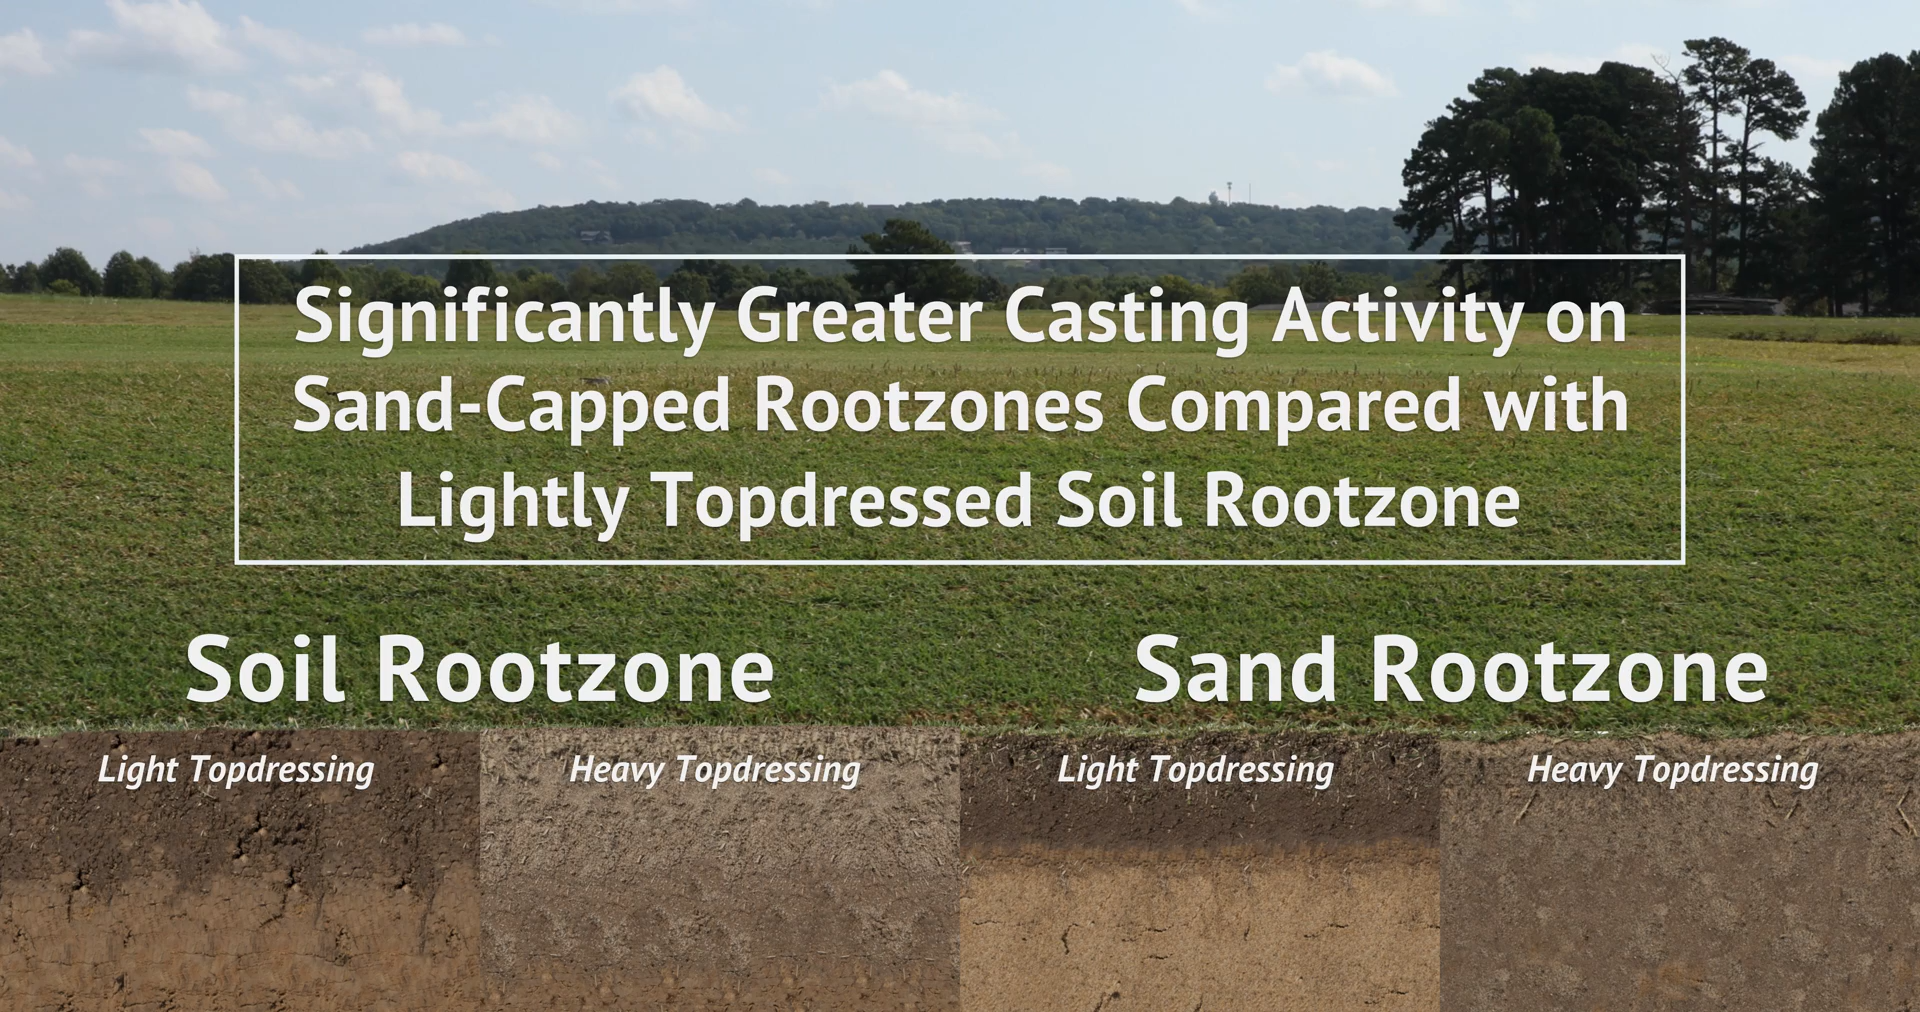 Significantly Greater Casting Activity on
Sand-Capped Rootzones Compared with
Lightly Topdressed Soil Rootzone
Soil Rootzone
Sand Rootzone
Light Topdressing
Heavy Topdressing
Light Topdressing
Heavy Topdressing